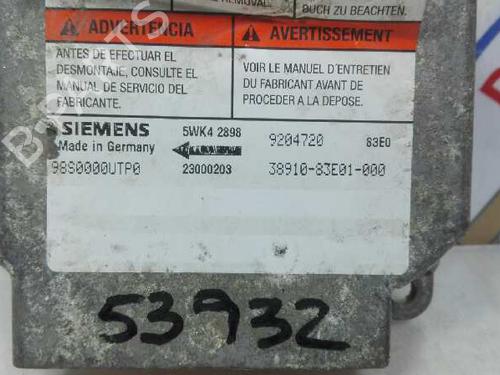 REMOVAL.
BUCH ZU BEACHTEN.
ADVERTENCIA
ANTES DE EFECTUAR EL
DESMONTAJE, CONSULTE EL
MANUAL DE SERVICIO DEL
FABRICANTE.
AVERTISSEMENT
VOIR LE MANUEL D'ENTRETIEN
DU FABRICANT AVANT DE
PROCEDER A LA DEPOSE.
SIEMENS 5WK4 2898 9204720 83E0
Made in Germany
98S0000UTP0 23000203 38910-83E01-000
53932